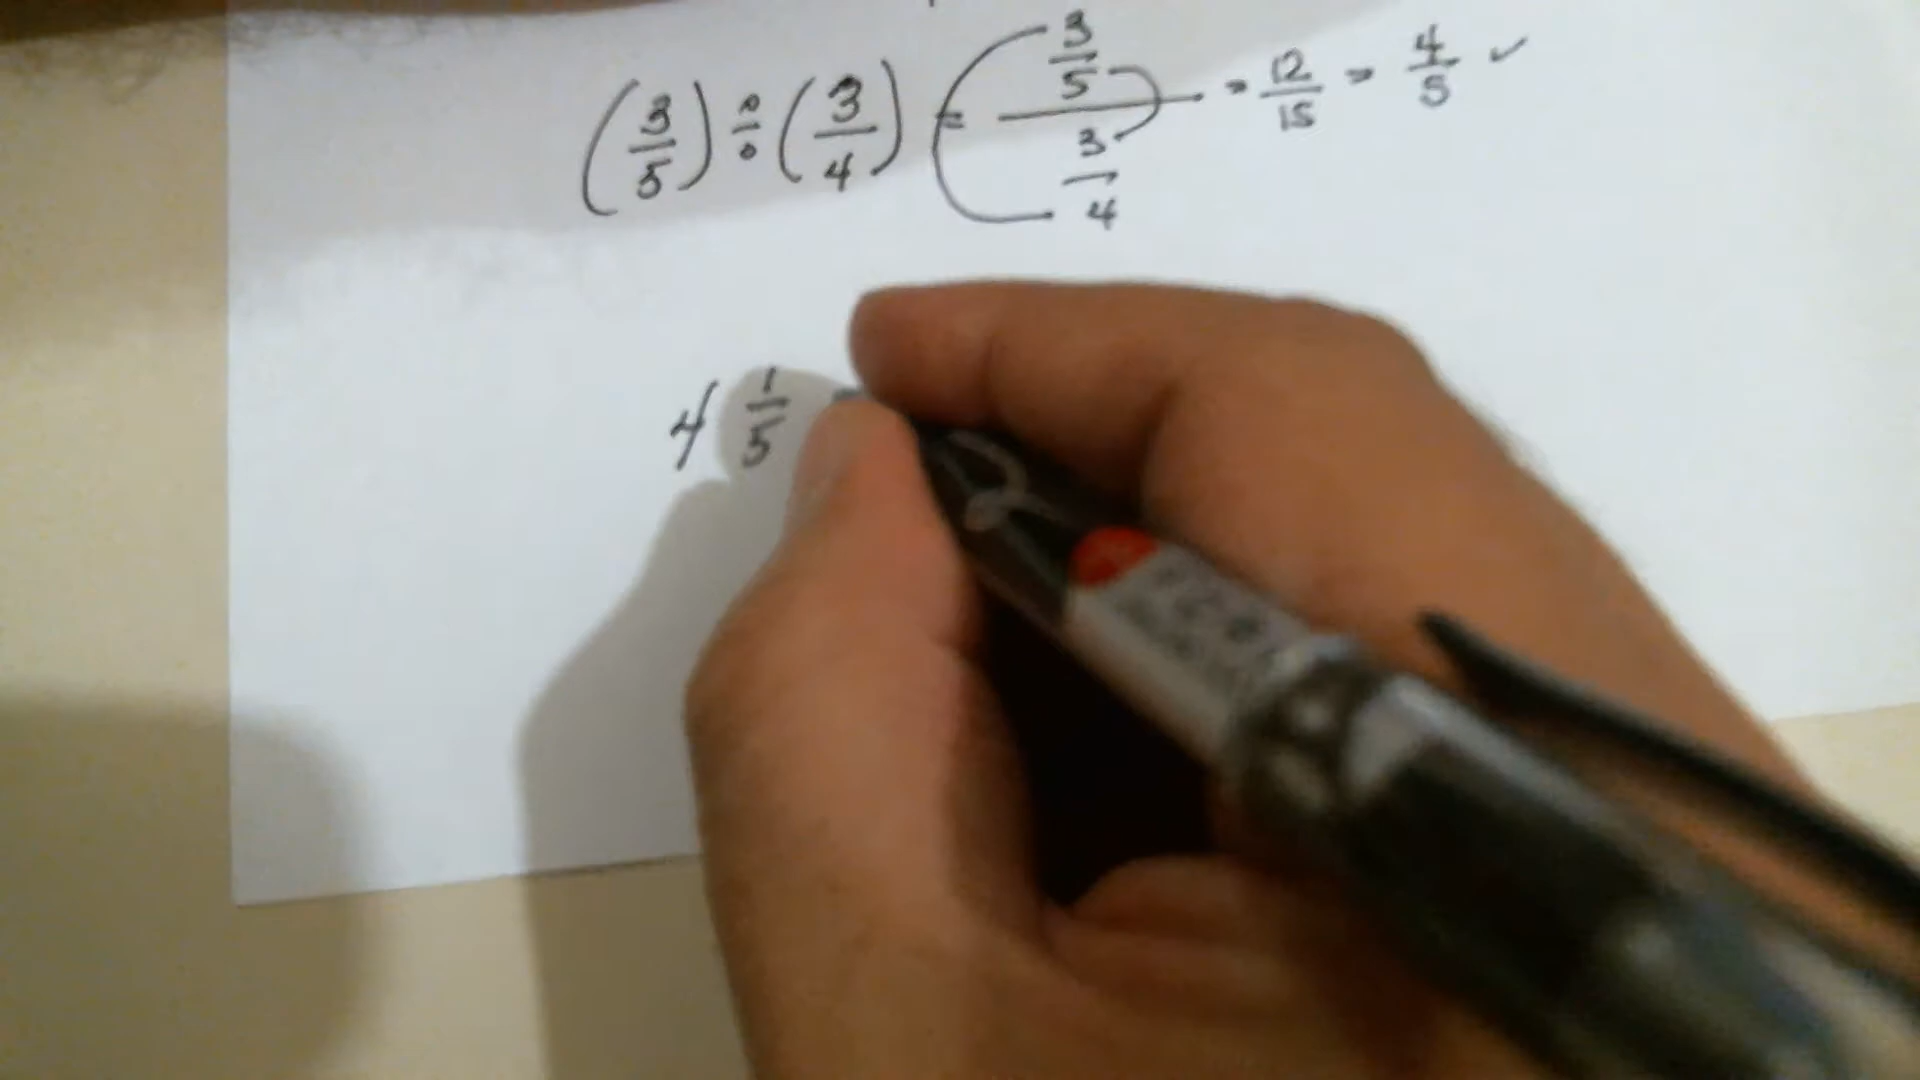 (3/5) ÷ (3/4) = 3/5 / 3/4 = 12/15 = 4/5 ✓
4 1/5